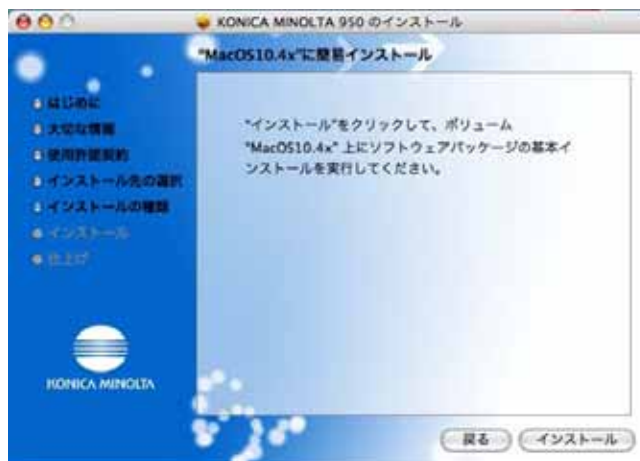 KONICA MINOLTA 950 のインストール
"MacOS10.4x"に簡易インストール
はじめに
大切な情報
使用許諾契約
インストール先の選択
インストールの種類
インストール
仕上げ
"インストール"をクリックして、ボリューム
"MacOS10.4x" 上にソフトウェアパッケージの基本イ
ンストールを実行してください。
KONICA MINOLTA
戻る
インストール